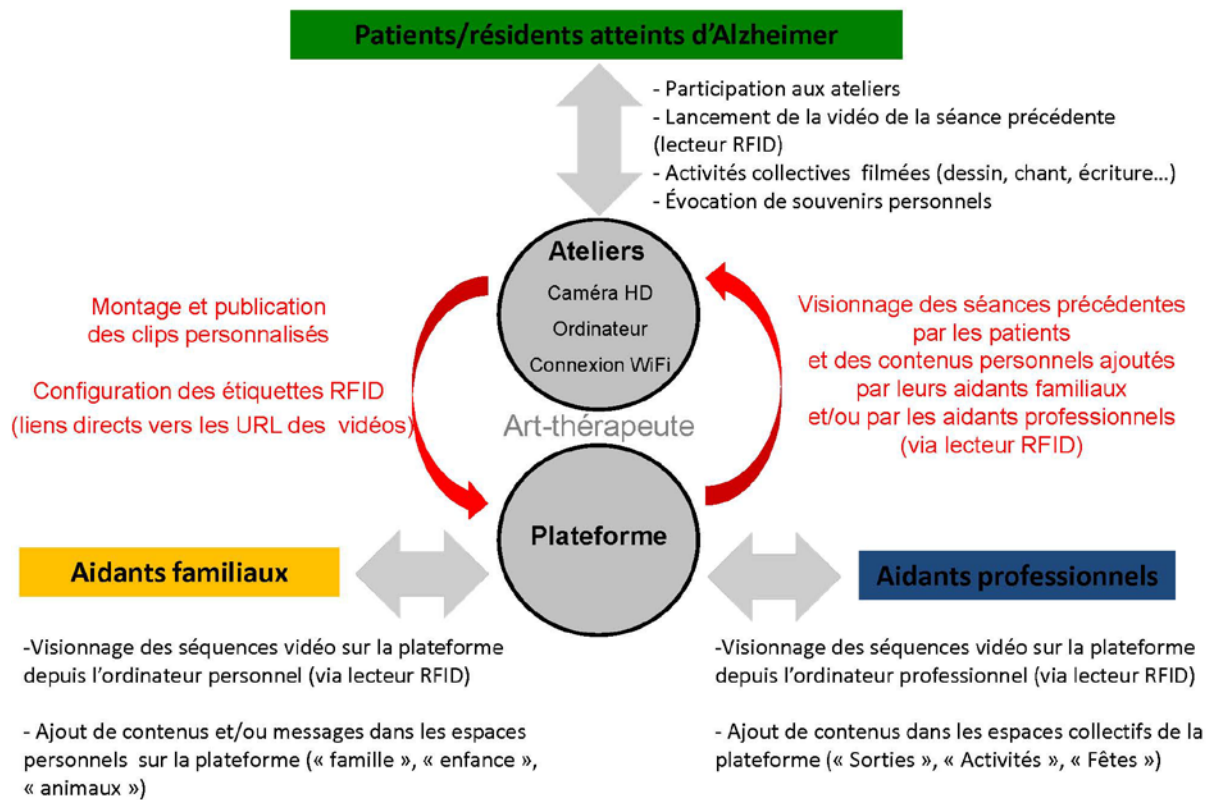 Patients/résidents atteints d'Alzheimer
- Participation aux ateliers
- Lancement de la vidéo de la séance précédente
(lecteur RFID)
- Activités collectives filmées (dessin, chant, écriture...)
- Évocation de souvenirs personnels
Ateliers
Caméra HD
Ordinateur
Connexion WiFi
Montage et publication
des clips personnalisés
Configuration des étiquettes RFID
(liens directs vers les URL des vidéos)
Visionnage des séances précédentes
par les patients
et des contenus personnels ajoutés
par leurs aidants familiaux
et/ou par les aidants professionnels
(via lecteur RFID)
Art-thérapeute
Plateforme
Aidants familiaux
-Visionnage des séquences vidéo sur la plateforme
depuis l'ordinateur personnel (via lecteur RFID)
- Ajout de contenus et/ou messages dans les espaces
personnels sur la plateforme (« famille », « enfance »,
« animaux »)
Aidants professionnels
-Visionnage des séquences vidéo sur la plateforme
depuis l'ordinateur professionnel (via lecteur RFID)
- Ajout de contenus dans les espaces collectifs de la
plateforme (« Sorties », « Activités », « Fêtes »)